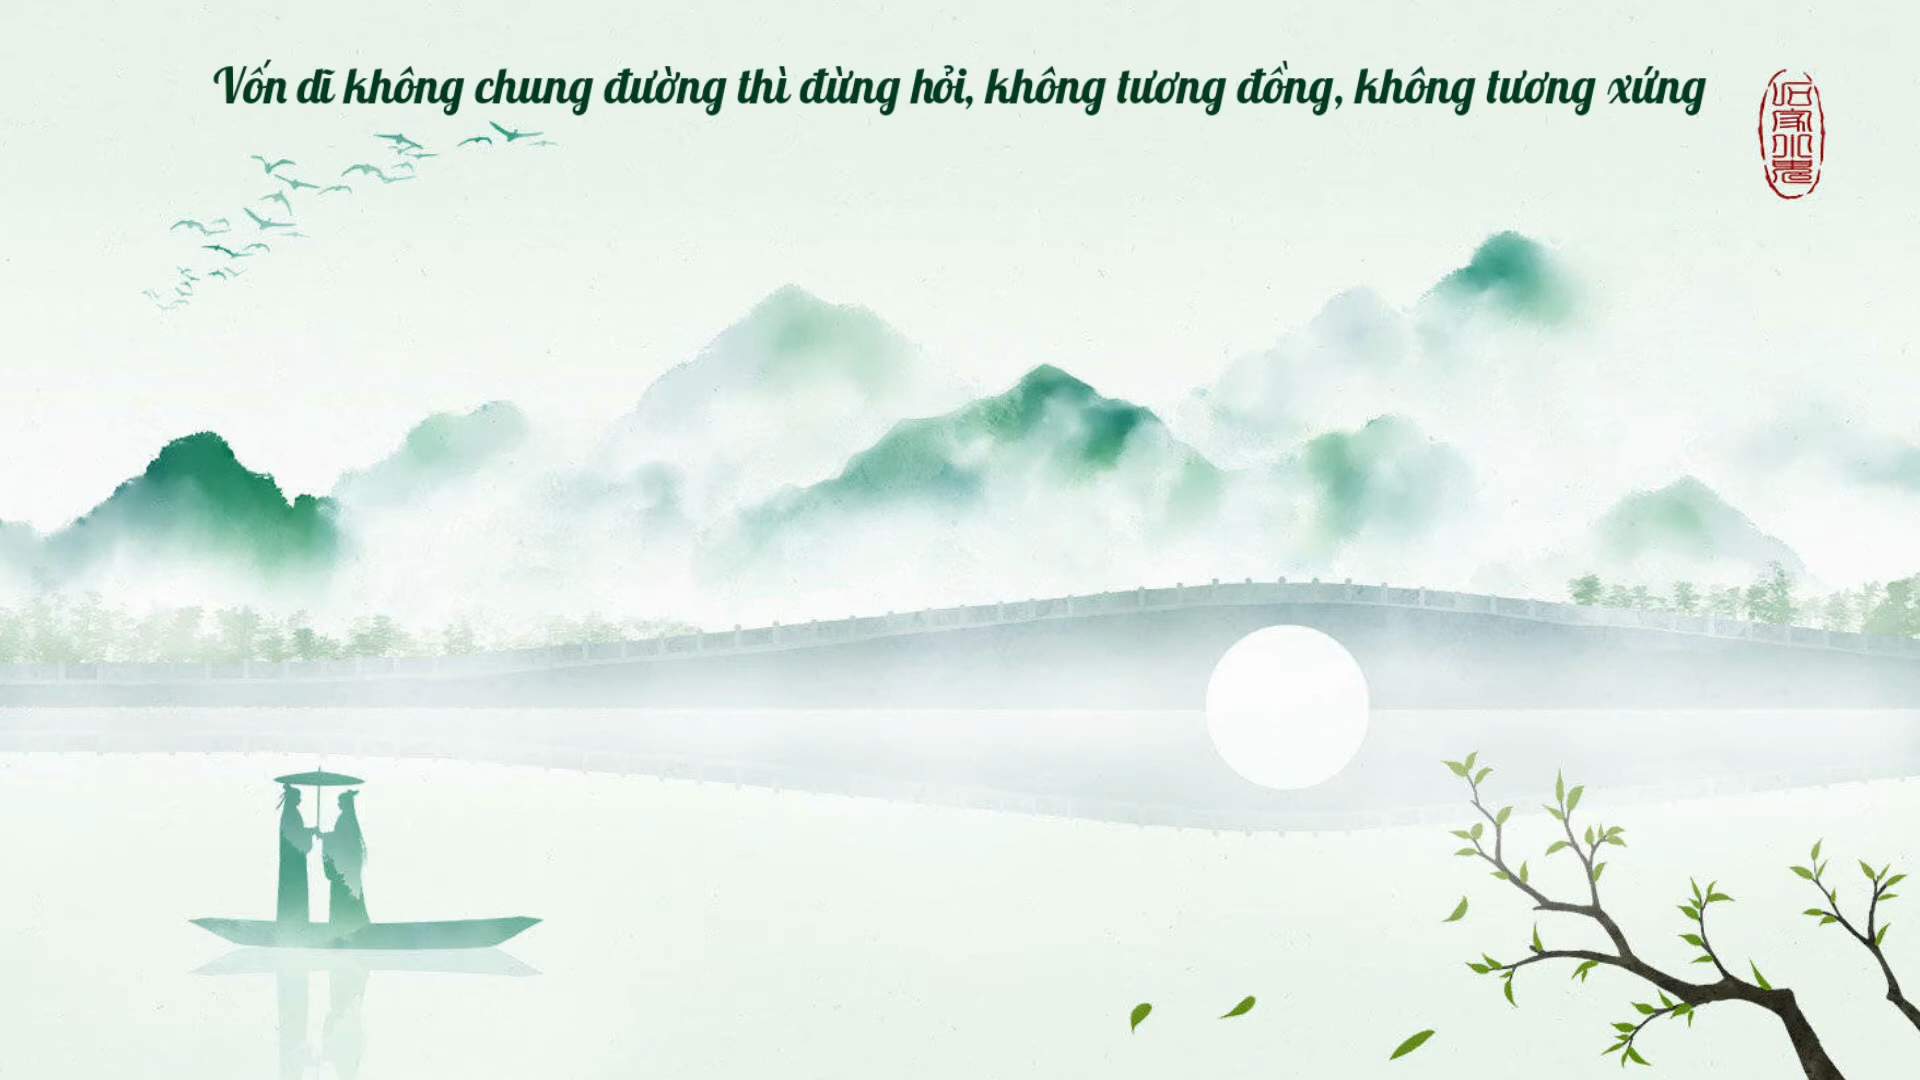 Vốn dĩ không chung đường thì đừng hỏi, không tương đồng, không tương xứng